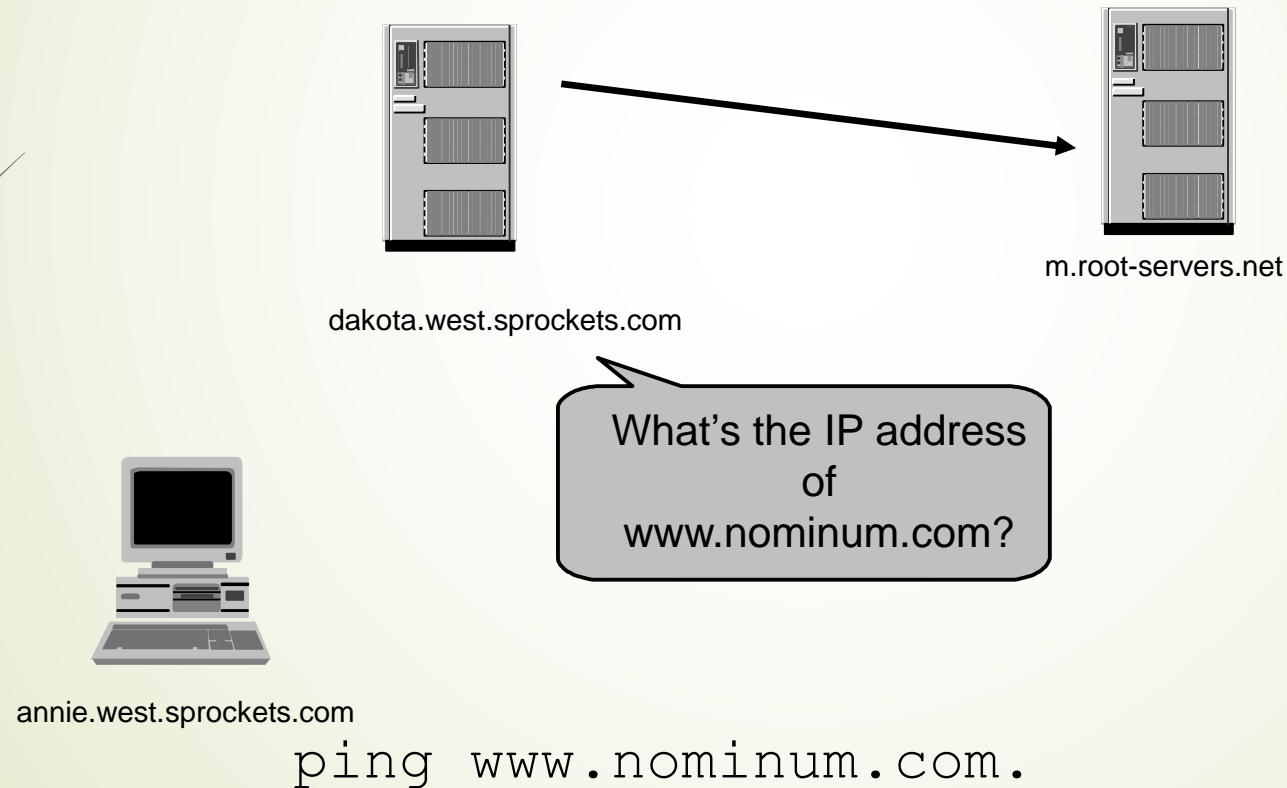 m.root-servers.net
dakota.west.sprockets.com
What’s the IP address
of
www.nominum.com?
annie.west.sprockets.com
ping www.nominum.com.